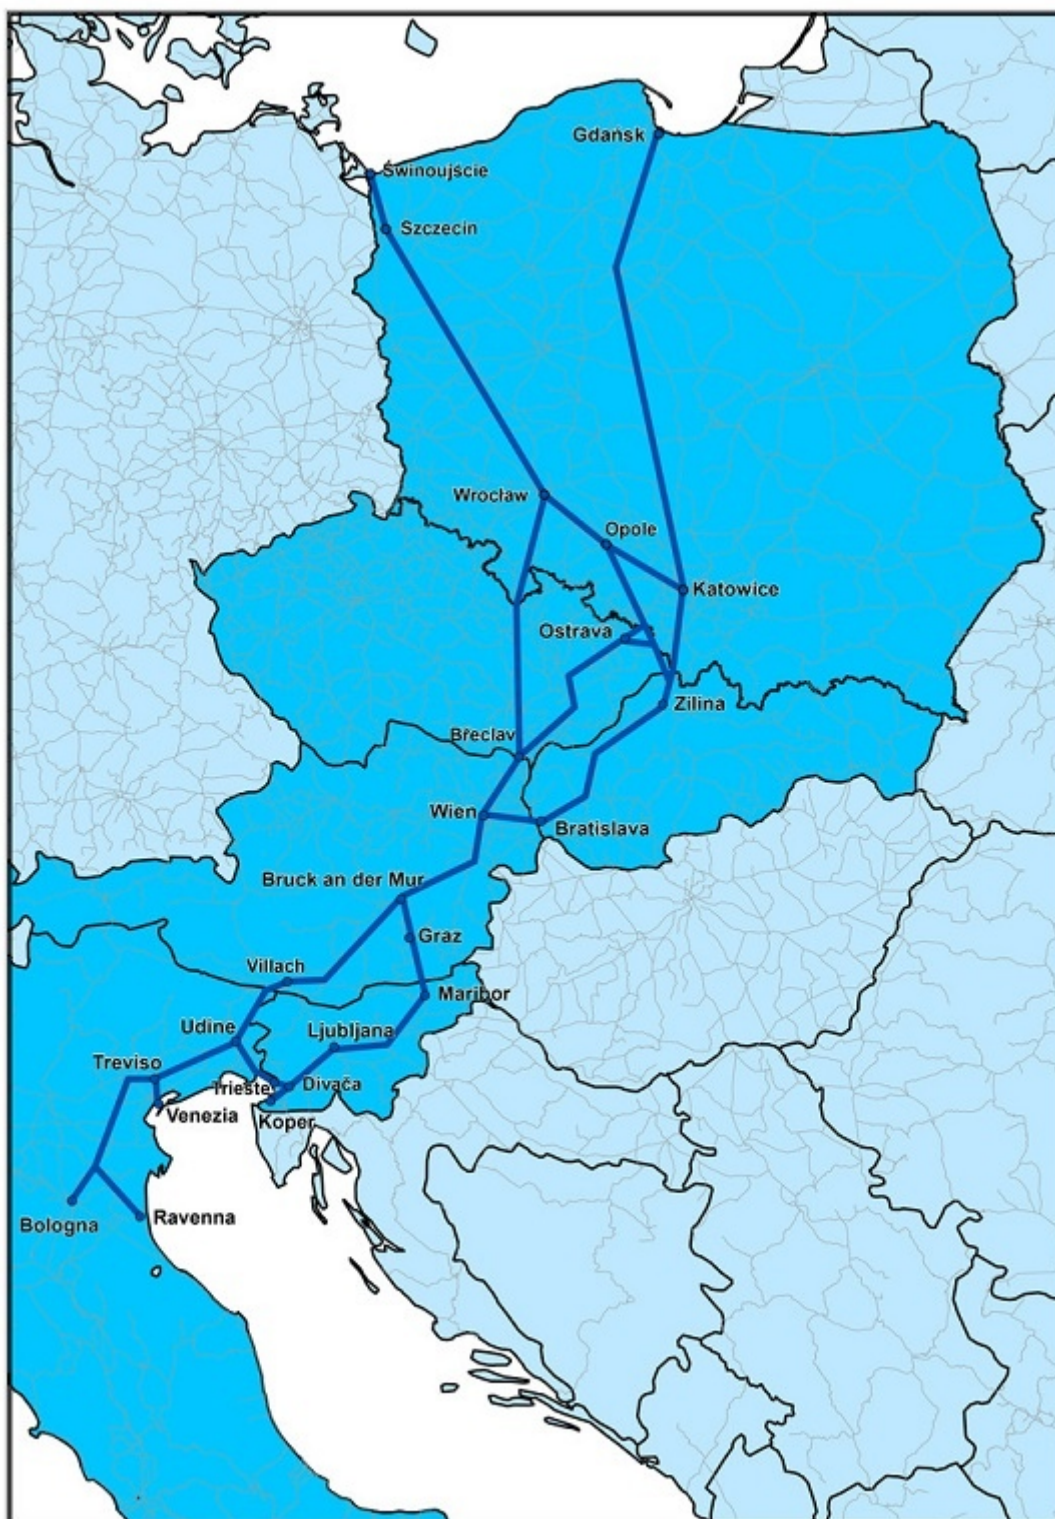 Gdańsk
Świnoujście
Szczecin
Wrocław
Opole
Katowice
Ostrava
Zilina
Břeclav
Wien
Bratislava
Bruck an der Mur
Graz
Villach
Maribor
Udine
Ljubljana
Treviso
Trieste
Divača
Venezia
Koper
Bologna
Ravenna